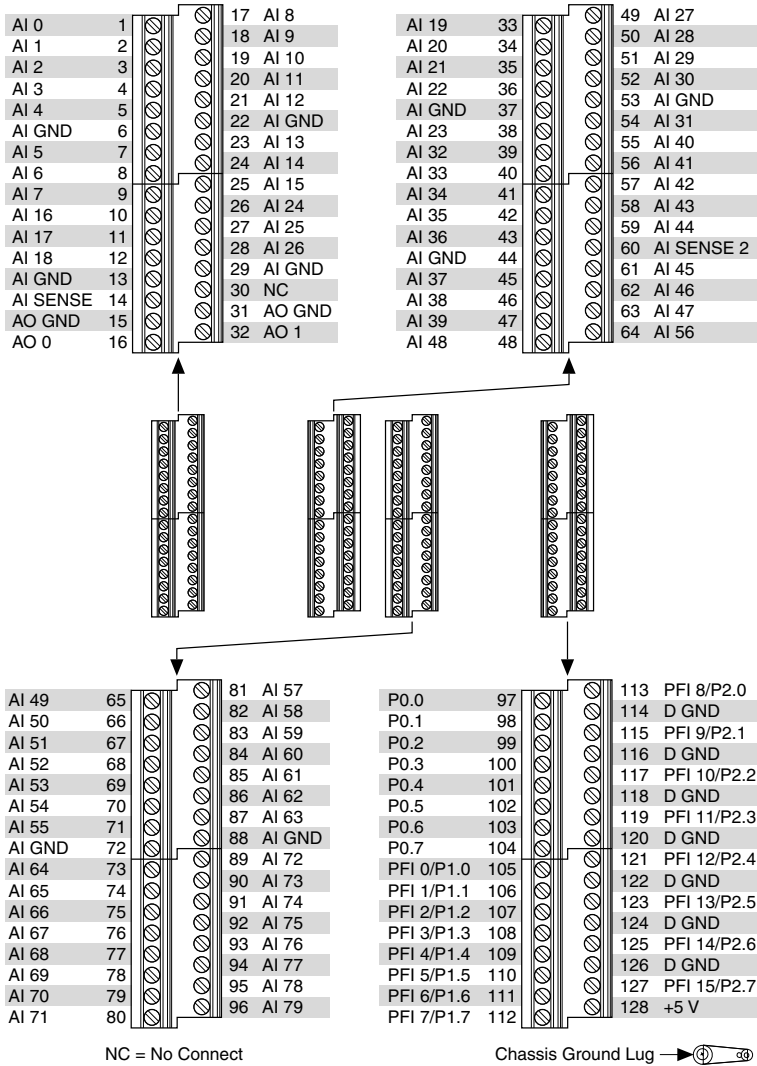 AI 0 1
AI 1 2
AI 2 3
AI 3 4
AI 4 5
AI GND 6
AI 5 7
AI 6 8
AI 7 9
AI 16 10
AI 17 11
AI 18 12
AI GND 13
AI SENSE 14
AO GND 15
AO 0 16
17 AI 8
18 AI 9
19 AI 10
20 AI 11
21 AI 12
22 AI GND
23 AI 13
24 AI 14
25 AI 15
26 AI 24
27 AI 25
28 AI 26
29 AI GND
30 NC
31 AO GND
32 AO 1
AI 19 33
AI 20 34
AI 21 35
AI 22 36
AI GND 37
AI 23 38
AI 32 39
AI 33 40
AI 34 41
AI 35 42
AI 36 43
AI GND 44
AI 37 45
AI 38 46
AI 39 47
AI 48 48
49 AI 27
50 AI 28
51 AI 29
52 AI 30
53 AI GND
54 AI 31
55 AI 40
56 AI 41
57 AI 42
58 AI 43
59 AI 44
60 AI SENSE 2
61 AI 45
62 AI 46
63 AI 47
64 AI 56
AI 49 65
AI 50 66
AI 51 67
AI 52 68
AI 53 69
AI 54 70
AI 55 71
AI GND 72
AI 64 73
AI 65 74
AI 66 75
AI 67 76
AI 68 77
AI 69 78
AI 70 79
AI 71 80
81 AI 57
82 AI 58
83 AI 59
84 AI 60
85 AI 61
86 AI 62
87 AI 63
88 AI GND
89 AI 72
90 AI 73
91 AI 74
92 AI 75
93 AI 76
94 AI 77
95 AI 78
96 AI 79
P0.0 97
P0.1 98
P0.2 99
P0.3 100
P0.4 101
P0.5 102
P0.6 103
P0.7 104
PFI 0/P1.0 105
PFI 1/P1.1 106
PFI 2/P1.2 107
PFI 3/P1.3 108
PFI 4/P1.4 109
PFI 5/P1.5 110
PFI 6/P1.6 111
PFI 7/P1.7 112
113 PFI 8/P2.0
114 D GND
115 PFI 9/P2.1
116 D GND
117 PFI 10/P2.2
118 D GND
119 PFI 11/P2.3
120 D GND
121 PFI 12/P2.4
122 D GND
123 PFI 13/P2.5
124 D GND
125 PFI 14/P2.6
126 D GND
127 PFI 15/P2.7
128 +5 V
NC = No Connect
Chassis Ground Lug